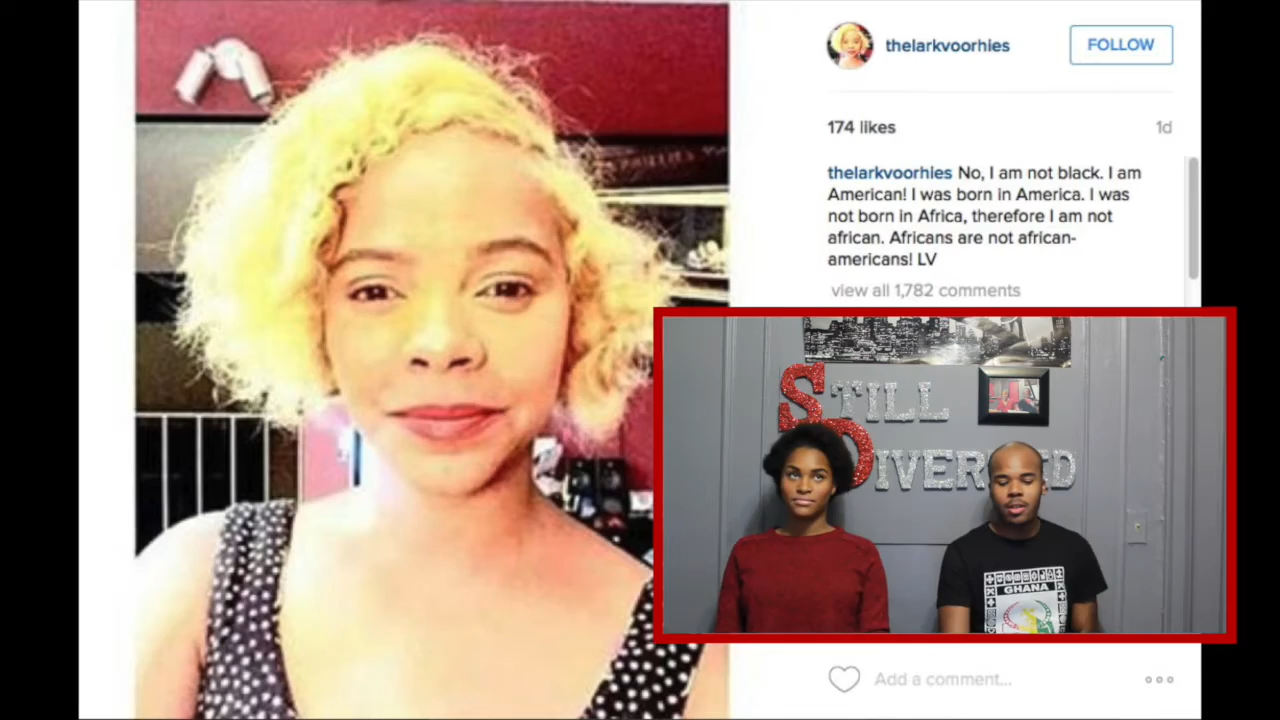 thelarkvoorhies
FOLLOW
174 likes
1d
thelarkvoorhies No, I am not black. I am
American! I was born in America. I was
not born in Africa, therefore I am not
african. Africans are not african-
americans! LV
view all 1,782 comments
STILL
DIVER
D
GHANA
Add a comment...